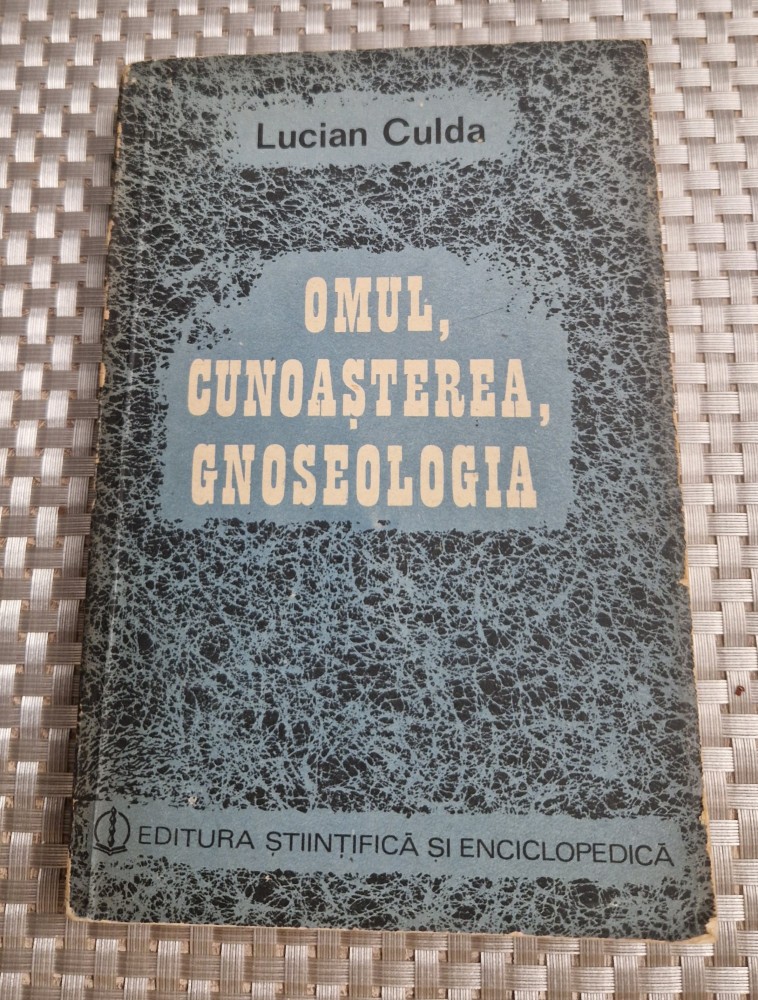 Lucian Culda
OMUL,
CUNOAȘTEREA,
GNOSEOLOGIA
EDITURA ȘTIINȚIFICĂ ȘI ENCICLOPEDICĂ